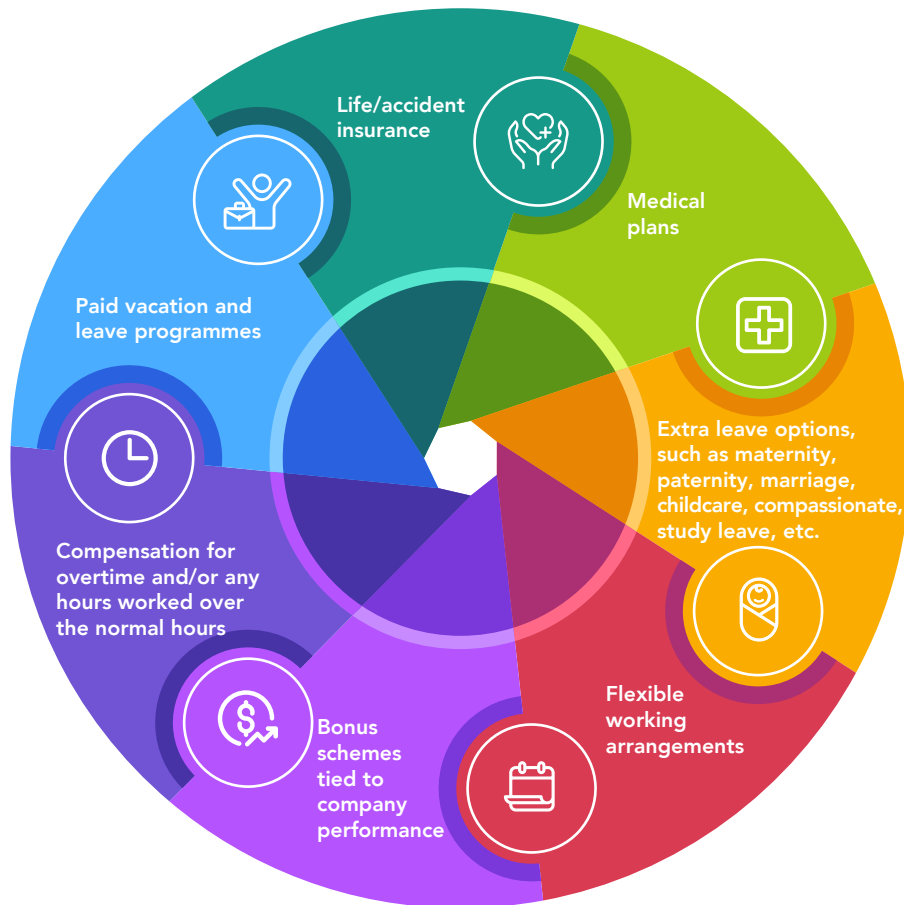 Life/accident
insurance
Medical
plans
Extra leave options,
such as maternity,
paternity, marriage,
childcare, compassionate,
study leave, etc.
Flexible
working
arrangements
Bonus
schemes
tied to
company
performance
Compensation for
overtime and/or any
hours worked over
the normal hours
Paid vacation and
leave programmes